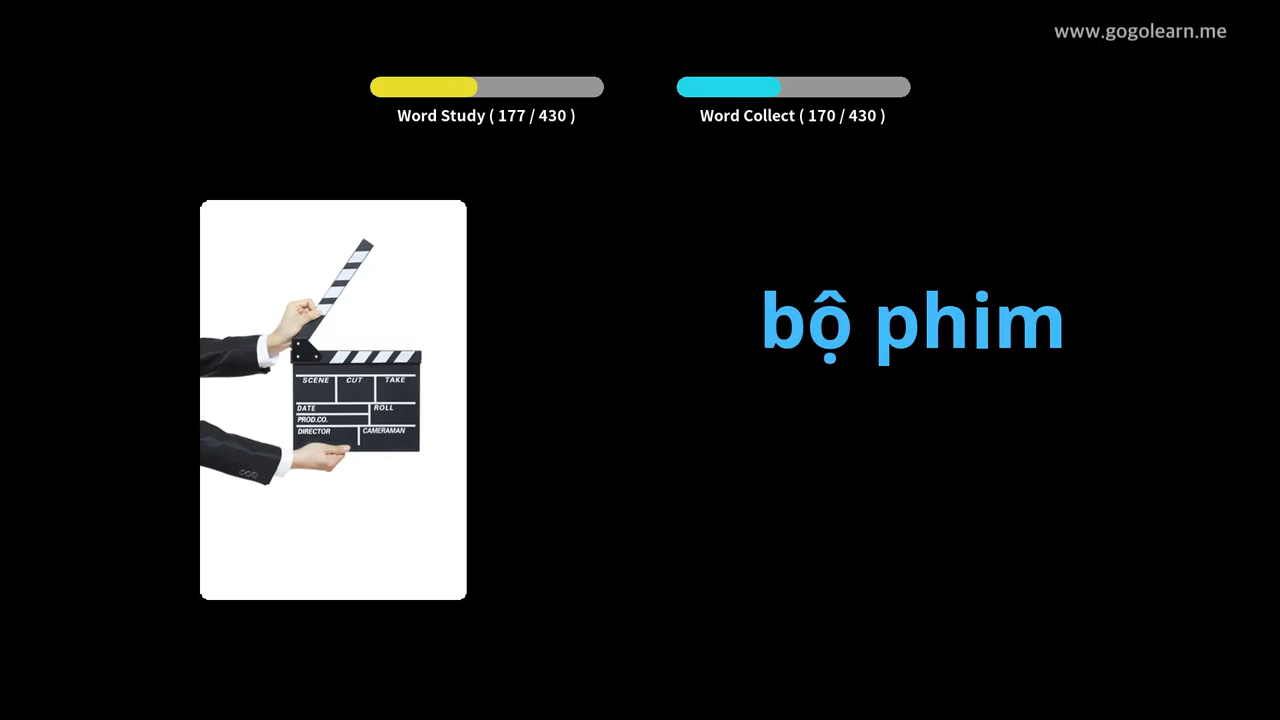 www.gogolearn.me
Word Study ( 177 / 430 )
Word Collect ( 170 / 430 )
bộ phim
SCENE CUT TAKE
DATE ROLL
PROD.CO.
DIRECTOR CAMERAMAN